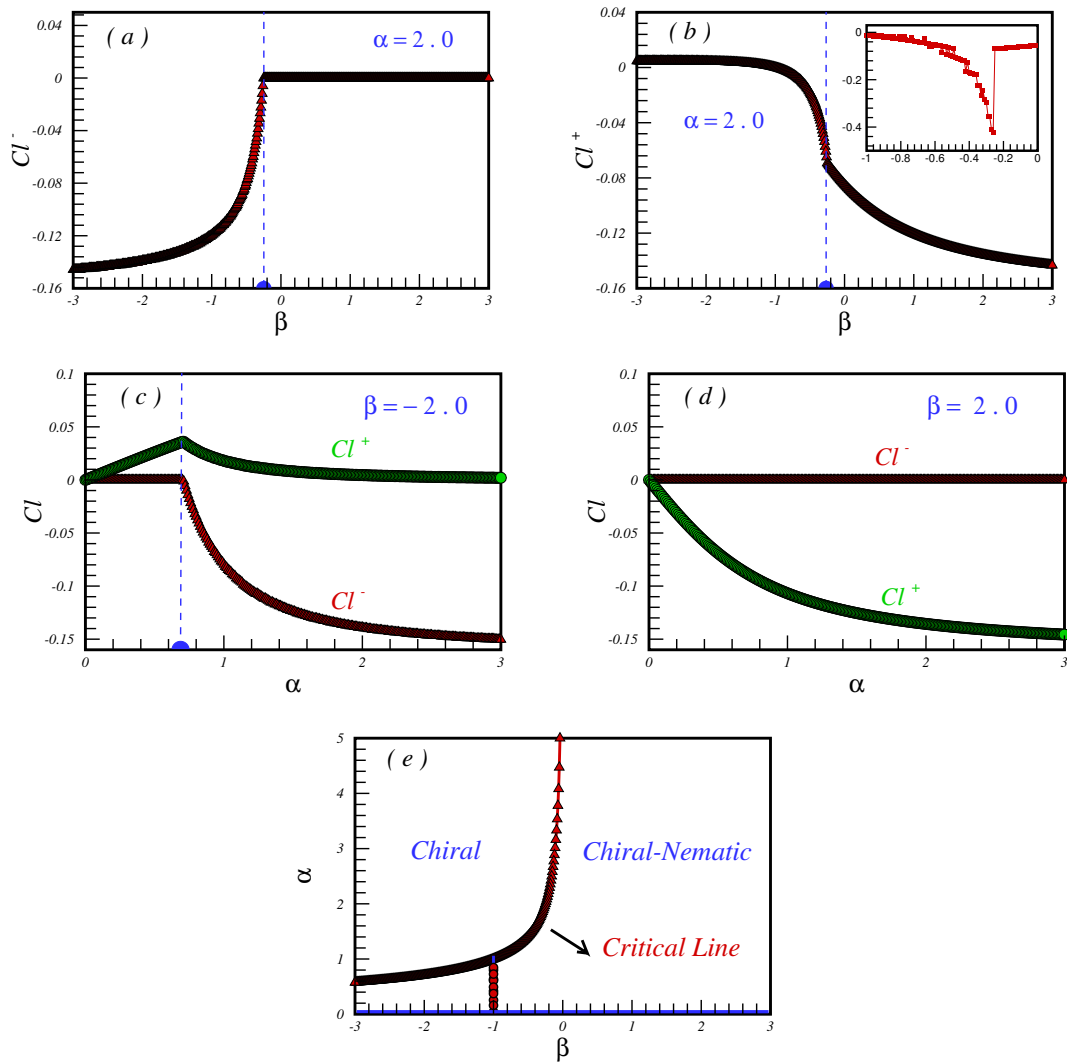 ( a )
α=2.0
0.04
0
-0.04
-0.08
-0.12
-0.16
Cl -
-3
-2
-1
0
1
2
3
β
( b )
α=2.0
0.04
0
-0.04
-0.08
-0.12
-0.16
Cl +
-3
-2
-1
0
1
2
3
β
0
-0.2
-0.4
-1
-0.8
-0.6
-0.4
-0.2
0
( c )
β=−2.0
0.1
0.05
0
-0.05
-0.1
-0.15
Cl
Cl +
Cl -
0
1
2
3
α
( d )
β= 2.0
0.1
0.05
0
-0.05
-0.1
-0.15
Cl
Cl -
Cl +
0
1
2
3
α
( e )
5
4
3
2
1
0
α
Chiral
Chiral-Nematic
Critical Line
-3
-2
-1
0
1
2
3
β